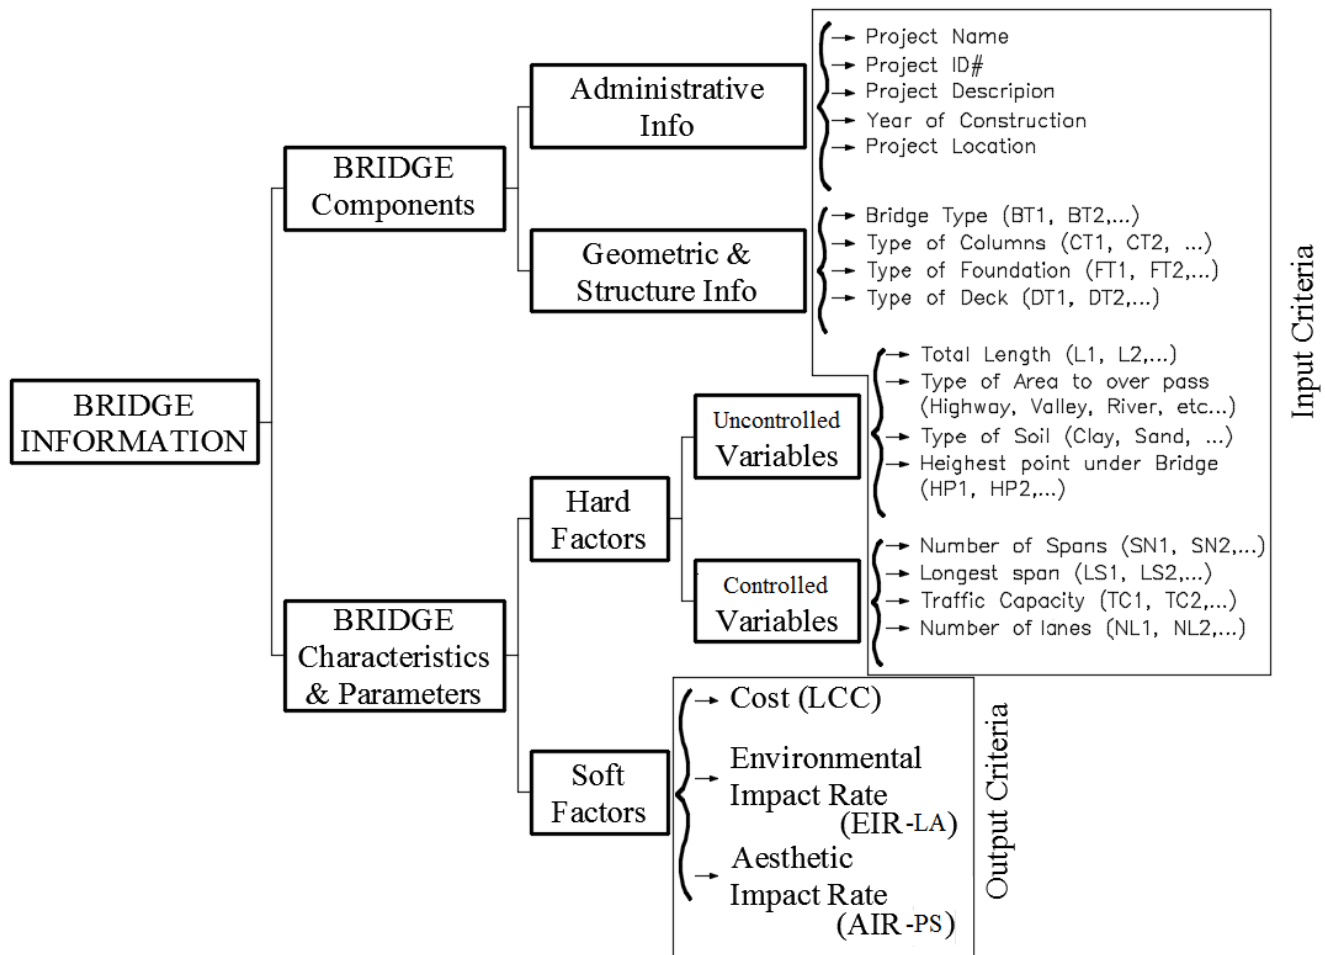 BRIDGE
INFORMATION
BRIDGE
Components
Administrative
Info
Project Name
Project ID#
Project Descripion
Year of Construction
Project Location
Geometric &
Structure Info
Bridge Type (BT1, BT2,...)
Type of Columns (CT1, CT2, ...)
Type of Foundation (FT1, FT2,...)
Type of Deck (DT1, DT2,...)
BRIDGE
Characteristics
& Parameters
Hard
Factors
Uncontrolled
Variables
Total Length (L1, L2,...)
Type of Area to over pass
(Highway, Valley, River, etc...)
Type of Soil (Clay, Sand, ...)
Heighest point under Bridge
(HP1, HP2,...)
Controlled
Variables
Number of Spans (SN1, SN2,...)
Longest span (LS1, LS2,...)
Traffic Capacity (TC1, TC2,...)
Number of lanes (NL1, NL2,...)
Input Criteria
Soft
Factors
Cost (LCC)
Environmental
Impact Rate
(EIR-LA)
Aesthetic
Impact Rate
(AIR-PS)
Output Criteria